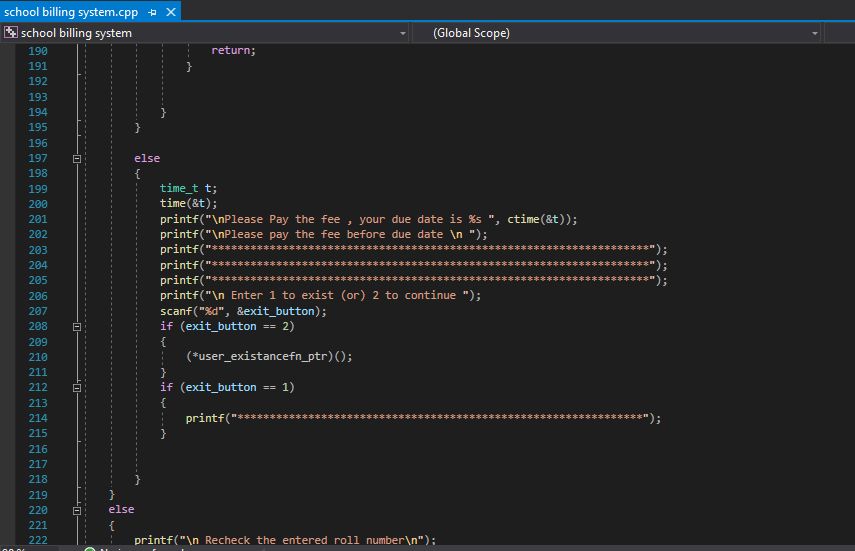 school billing system.cpp
school billing system (Global Scope)
190 return;
191 }
192
193
194 }
195 }
196
197 else
198 {
199 time_t t;
200 time(&t);
201 printf("\nPlease Pay the fee , your due date is %s ", ctime(&t));
202 printf("\nPlease pay the fee before due date \n ");
203 printf("********************************************************************");
204 printf("********************************************************************");
205 printf("********************************************************************");
206 printf("\n Enter 1 to exist (or) 2 to continue ");
207 scanf("%d", &exit_button);
208 if (exit_button == 2)
209 {
210 (*user_existancefn_ptr)();
211 }
212 if (exit_button == 1)
213 {
214 printf("***************************************************************");
215 }
216
217
218 }
219 }
220 else
221 {
222 printf("\n Recheck the entered roll number\n");